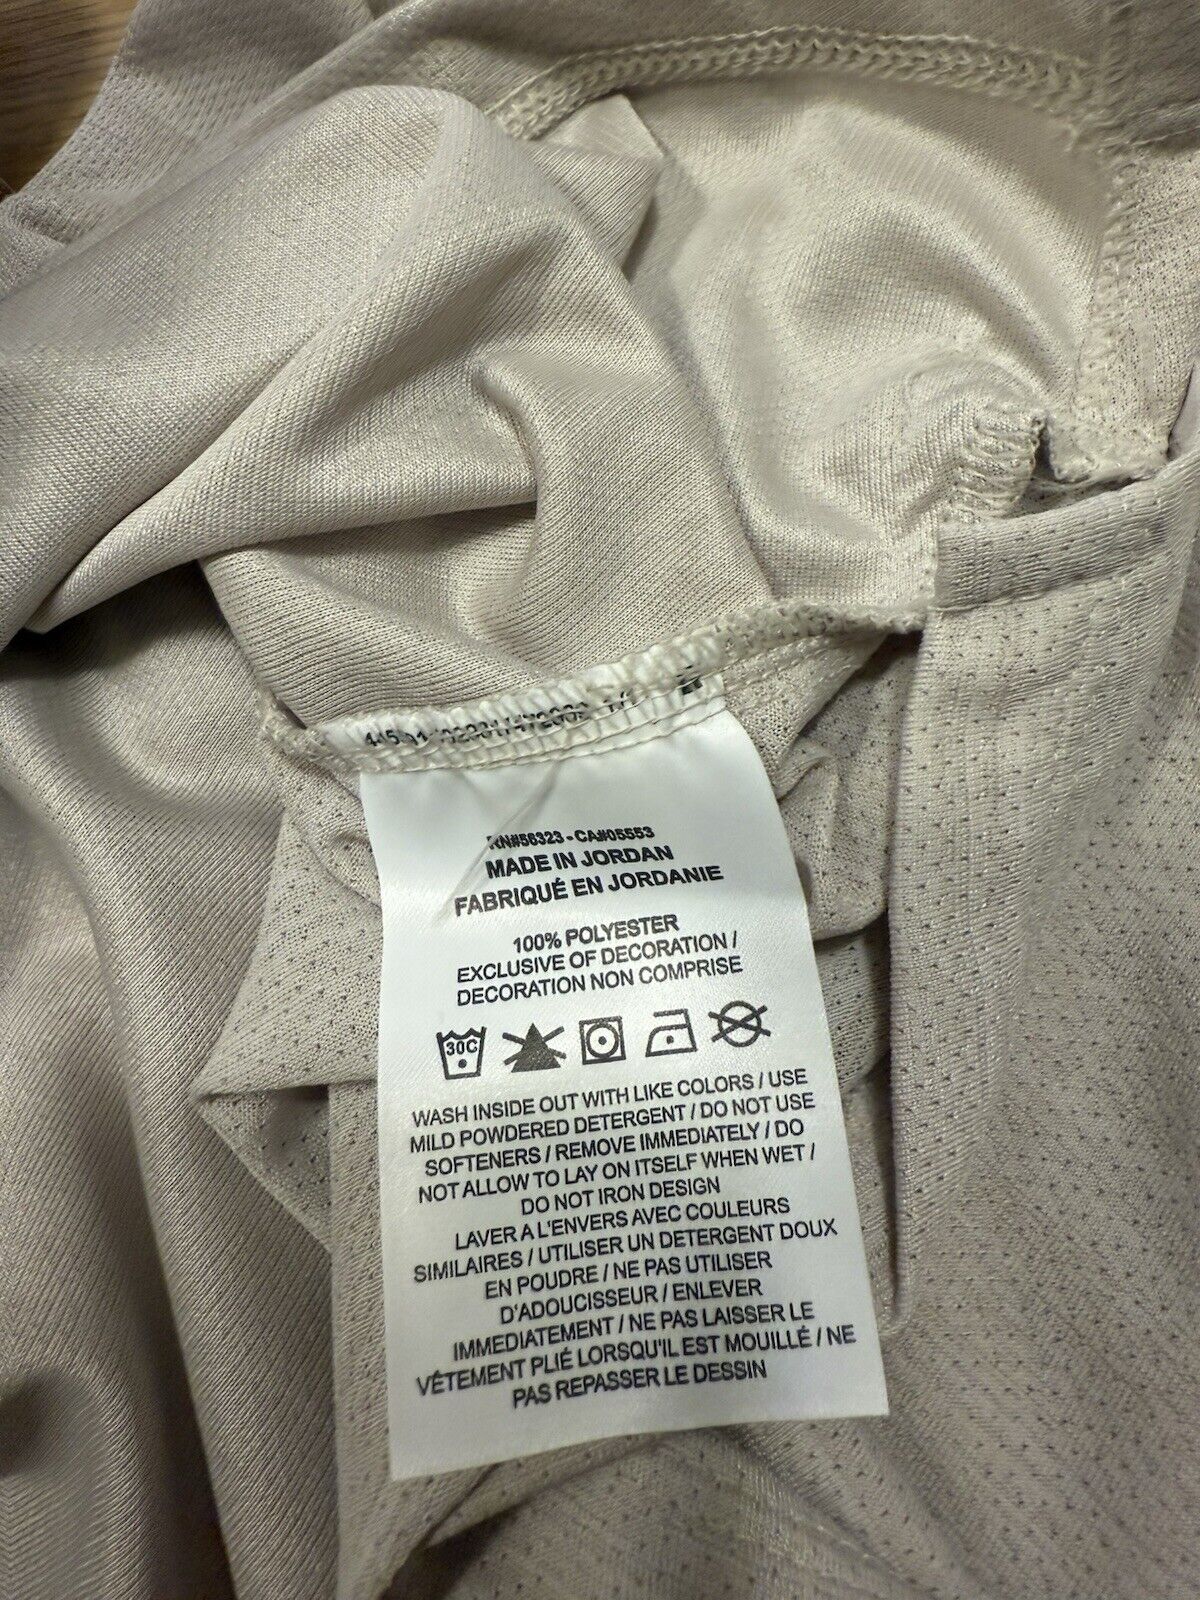 RN#56323 - CA#05553
MADE IN JORDAN
FABRIQUÉ EN JORDANIE
100% POLYESTER
EXCLUSIVE OF DECORATION /
DECORATION NON COMPRISE
30C
WASH INSIDE OUT WITH LIKE COLORS / USE
MILD POWDERED DETERGENT / DO NOT USE
SOFTENERS / REMOVE IMMEDIATELY / DO
NOT ALLOW TO LAY ON ITSELF WHEN WET /
DO NOT IRON DESIGN
LAVER A L'ENVERS AVEC COULEURS
SIMILAIRES / UTILISER UN DETERGENT DOUX
EN POUDRE / NE PAS UTILISER
D'ADOUCISSEUR / ENLEVER
IMMEDIATEMENT / NE PAS LAISSER LE
VÊTEMENT PLIÉ LORSQU'IL EST MOUILLÉ / NE
PAS REPASSER LE DESSIN